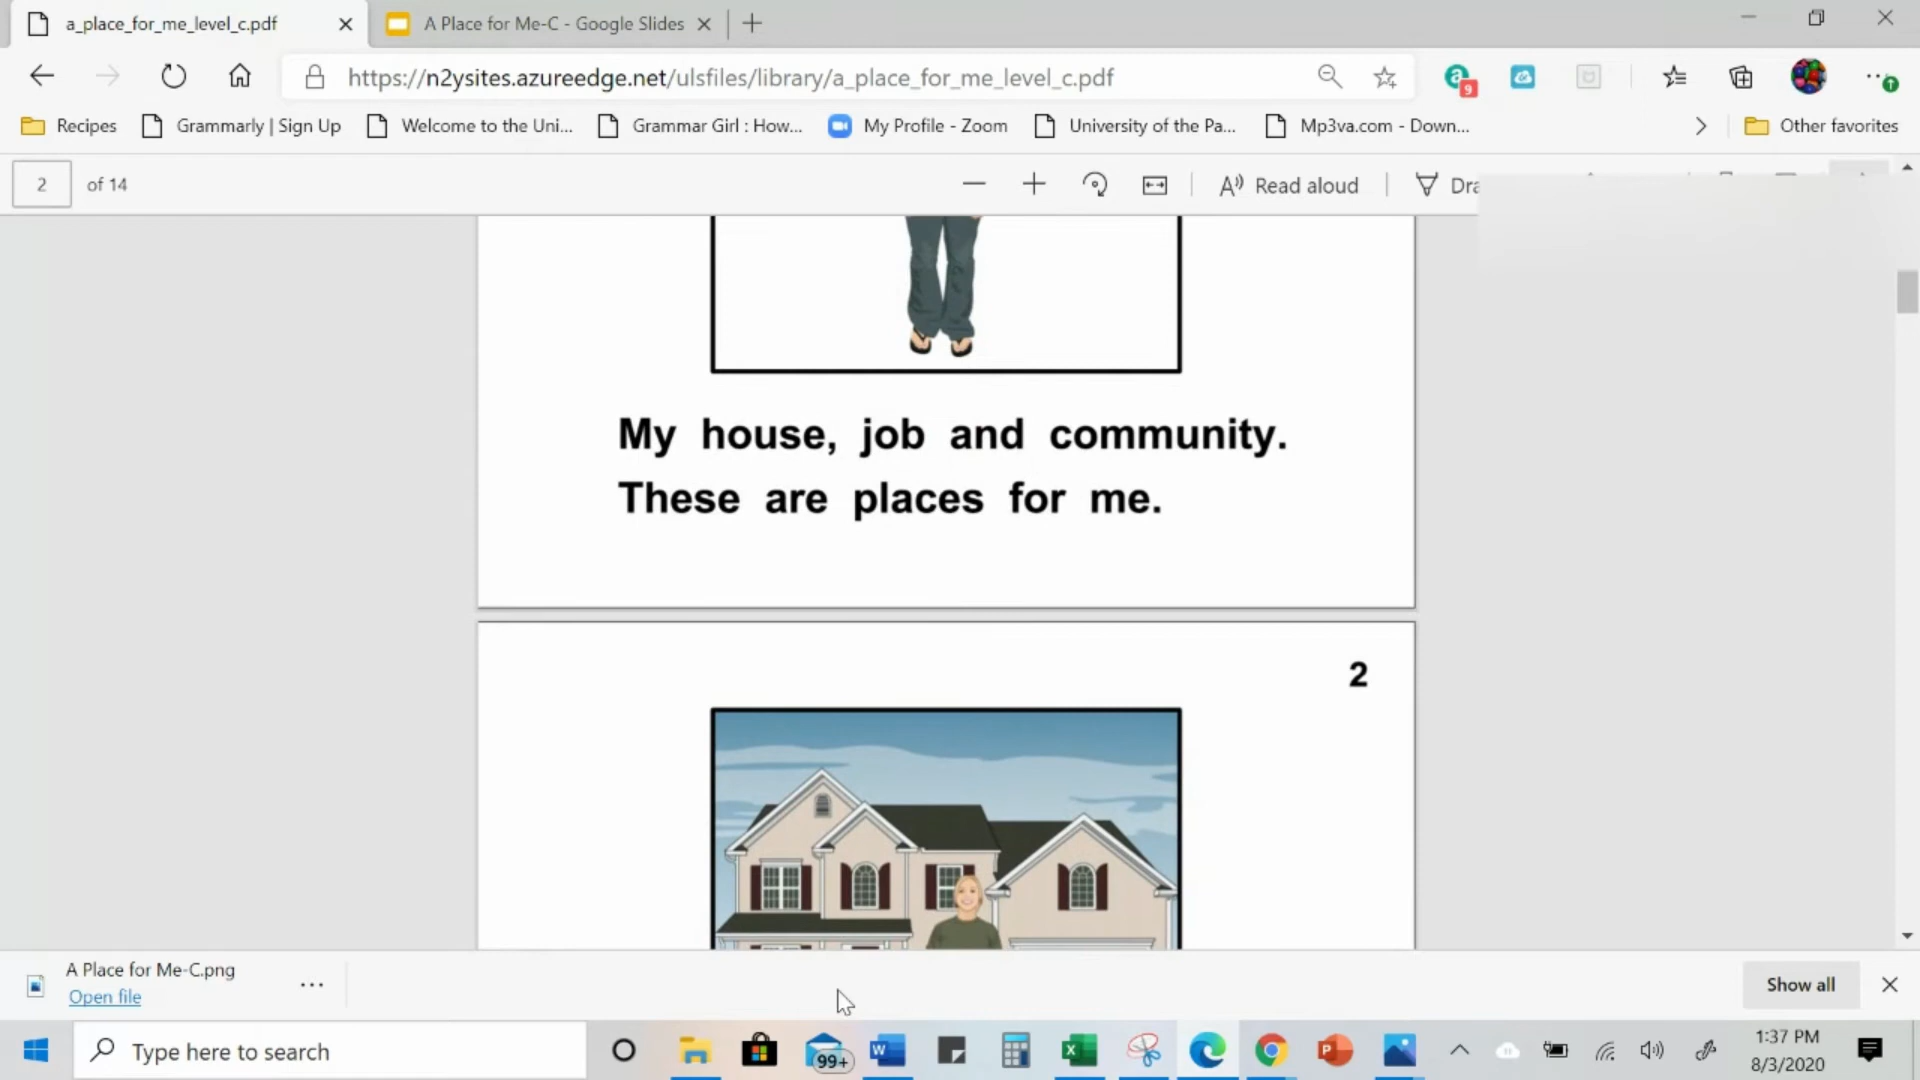 a_place_for_me_level_c.pdf
A Place for Me-C - Google Slides
https://n2ysites.azureedge.net/ulsfiles/library/a_place_for_me_level_c.pdf
9
Recipes
Grammarly | Sign Up
Welcome to the Uni...
Grammar Girl : How...
My Profile - Zoom
University of the Pa...
Mp3va.com - Down...
Other favorites
2 of 14
Read aloud
Dra
My house, job and community.
These are places for me.
2
A Place for Me-C.png
Open file
Show all
Type here to search
99+
1:37 PM
8/3/2020